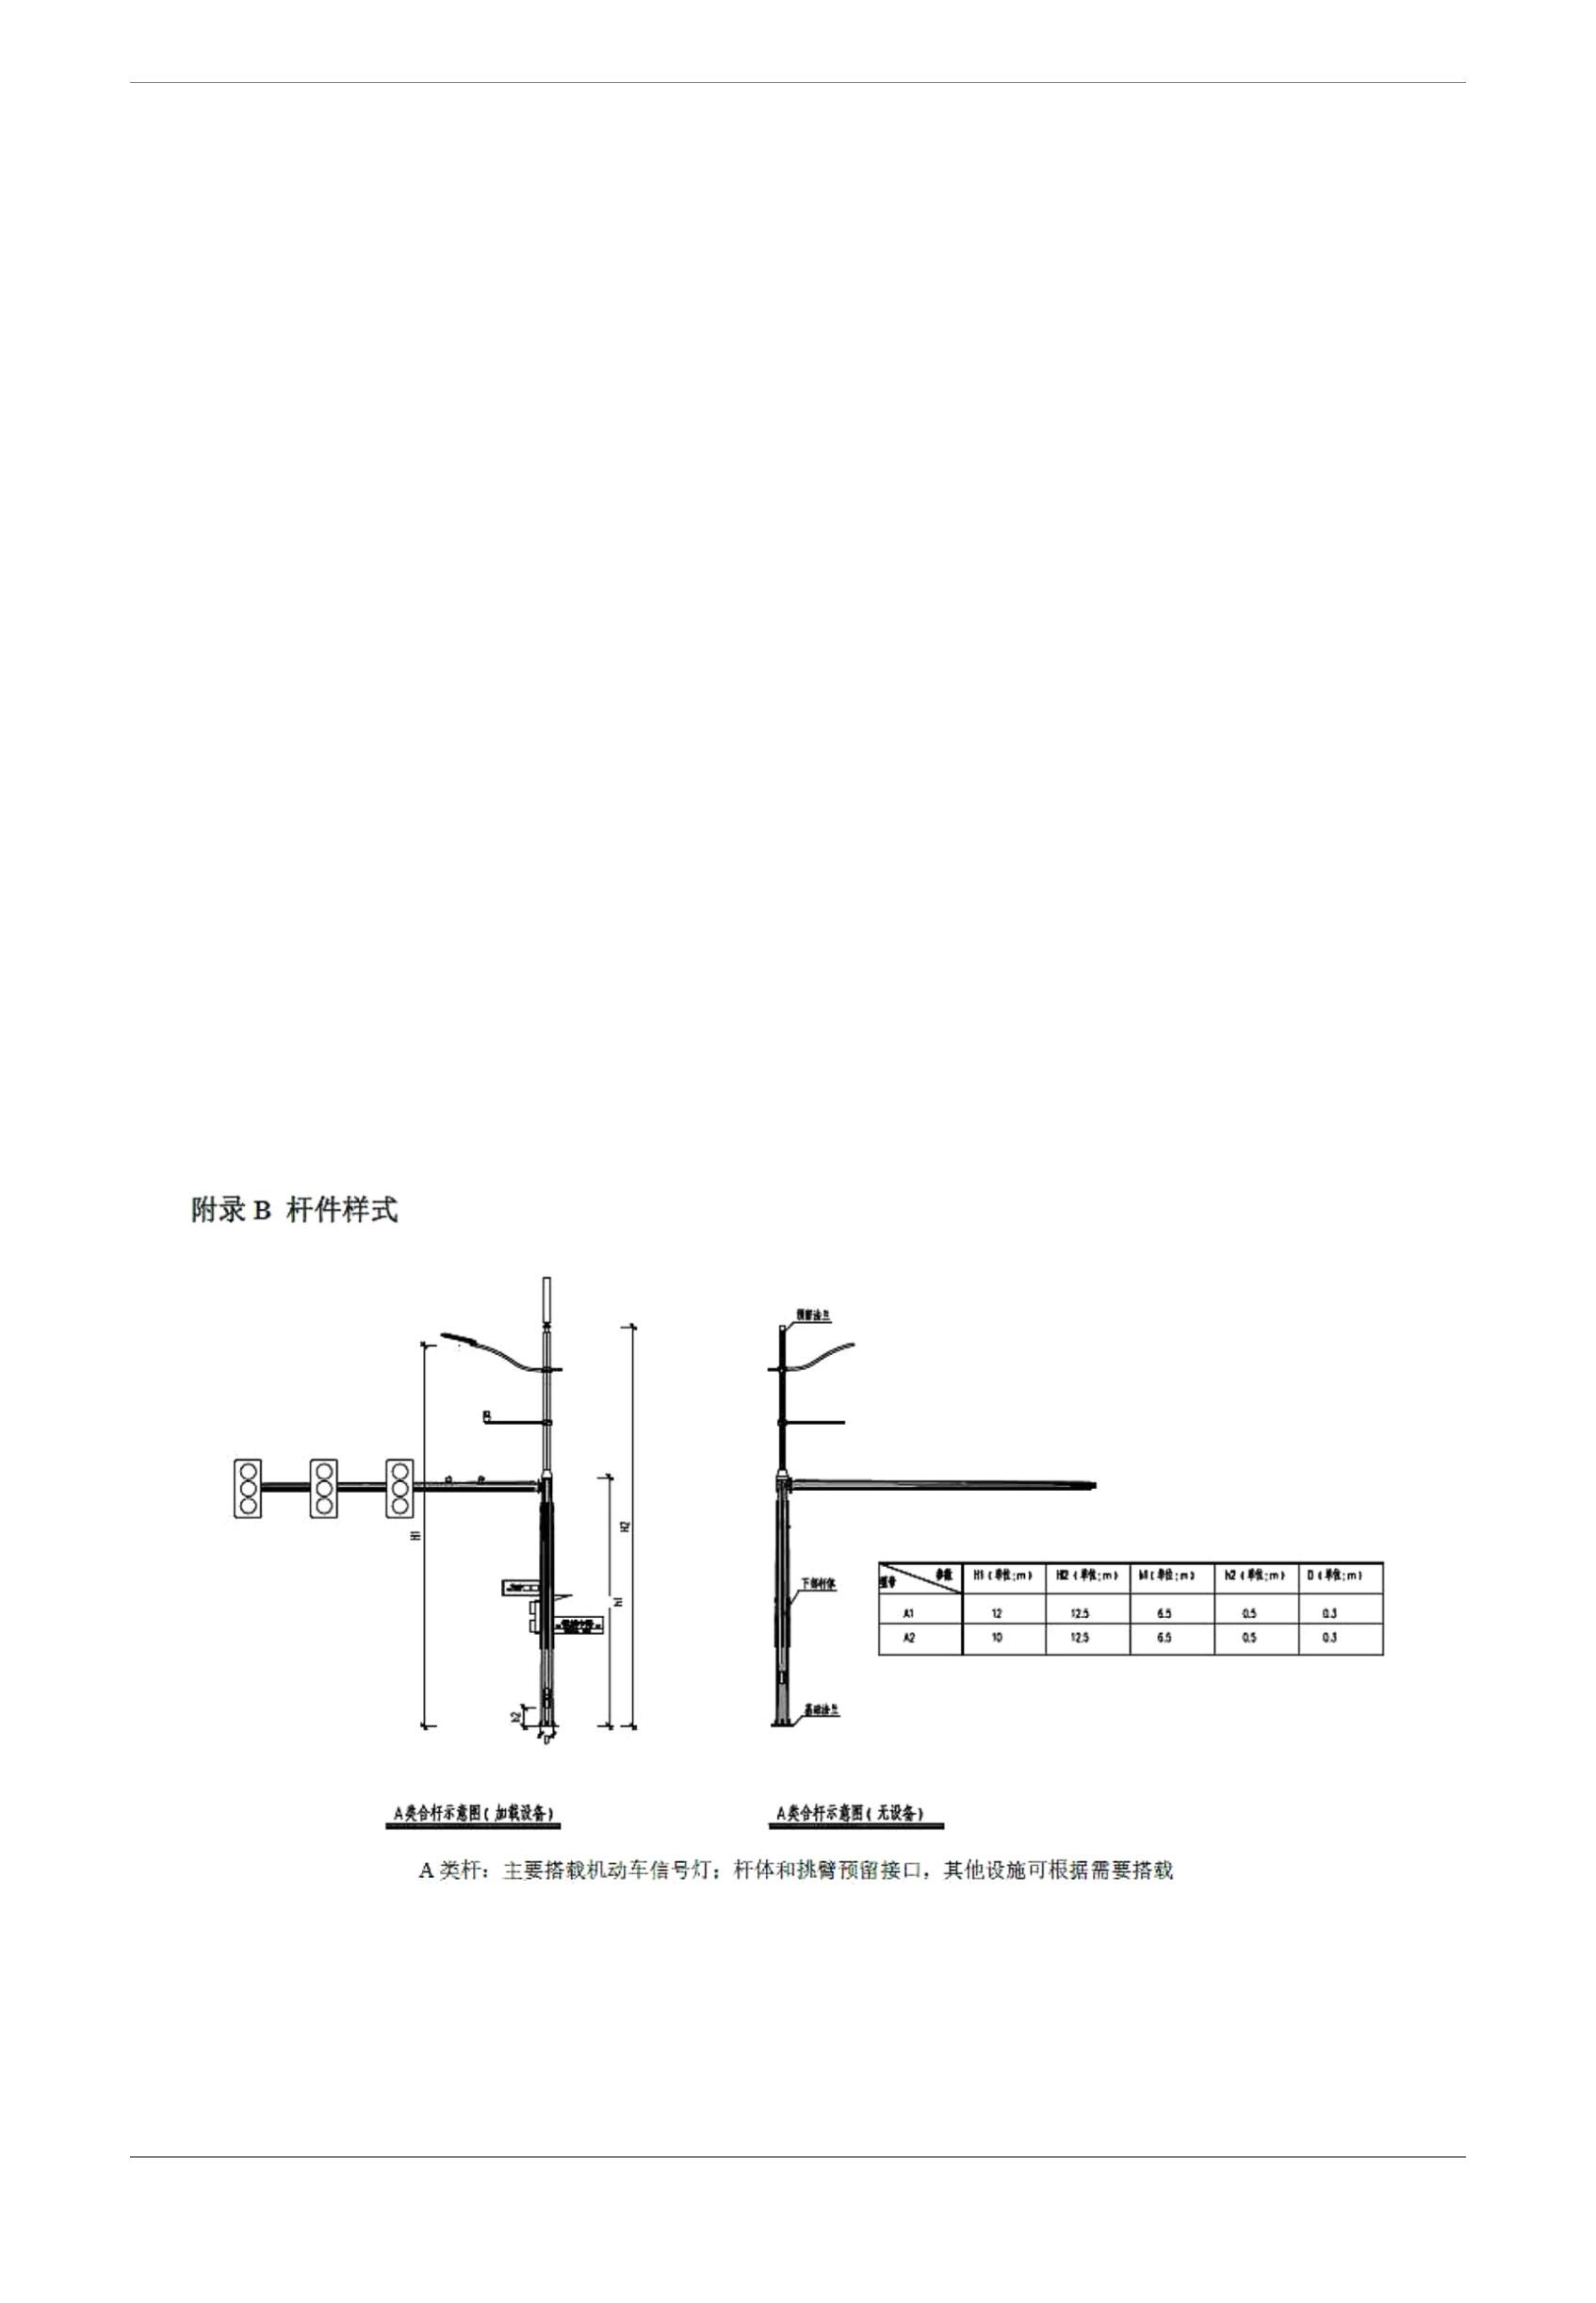 附录 B 杆件样式
预留法兰
H1
H2
h1
h2
D
下部杆体
基础法兰
参数 型号 H1(单位:m) H2(单位:m) h1(单位:m) h2(单位:m) D(单位:m)
A1 12 12.5 6.5 0.5 0.3
A2 10 12.5 6.5 0.5 0.3
A类合杆示意图(加载设备) A类合杆示意图(无设备)
A 类杆：主要搭载机动车信号灯；杆体和挑臂预留接口，其他设施可根据需要搭载